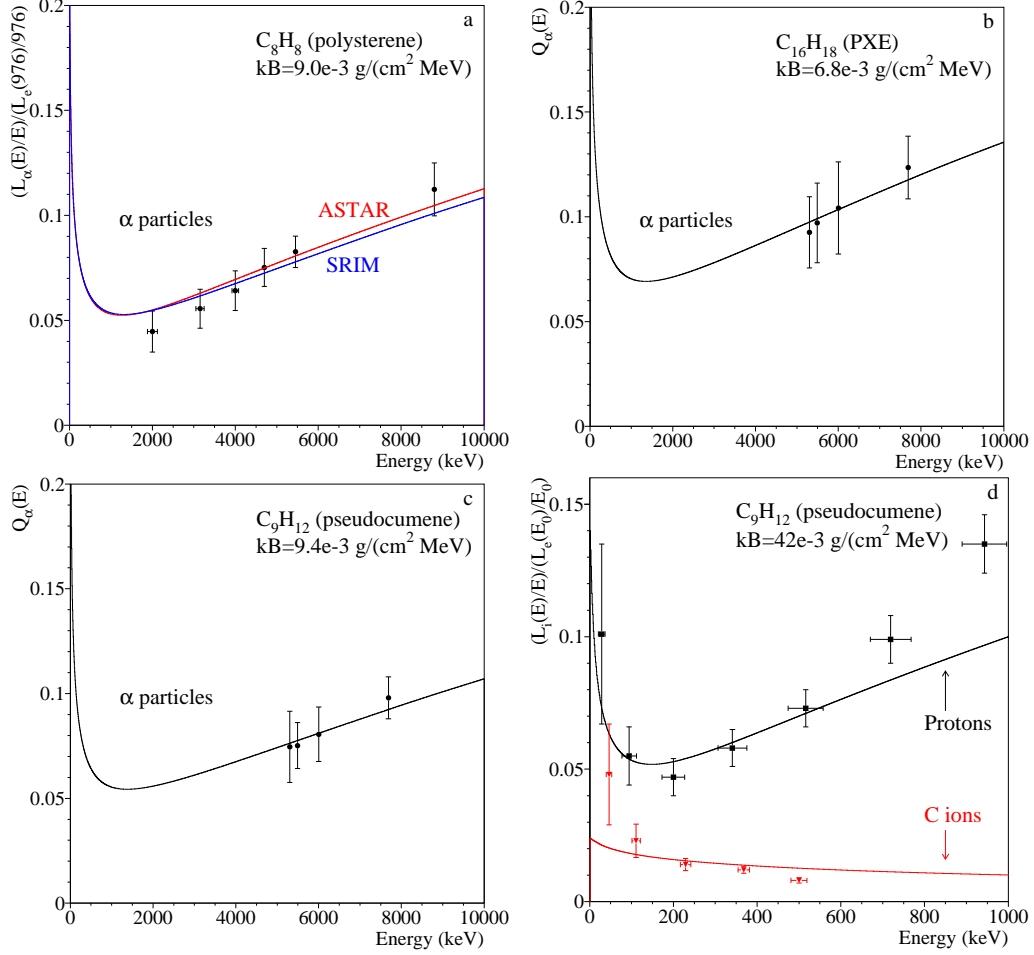 a
C₈H₈ (polysterene)
kB=9.0e-3 g/(cm² MeV)
(Lα(E)/E)/(Lₑ(976)/976)
α particles
ASTAR
SRIM
0.2
0.15
0.1
0.05
0
0 2000 4000 6000 8000 10000
Energy (keV)
b
C₁₆H₁₈ (PXE)
kB=6.8e-3 g/(cm² MeV)
Qα(E)
α particles
0.2
0.15
0.1
0.05
0
0 2000 4000 6000 8000 10000
Energy (keV)
c
C₉H₁₂ (pseudocumene)
kB=9.4e-3 g/(cm² MeV)
Qα(E)
α particles
0.2
0.15
0.1
0.05
0
0 2000 4000 6000 8000 10000
Energy (keV)
d
C₉H₁₂ (pseudocumene)
kB=42e-3 g/(cm² MeV)
(Lᵢ(E)/E)/(Lₑ(E₀)/E₀)
Protons
C ions
0.15
0.1
0.05
0
0 200 400 600 800 1000
Energy (keV)